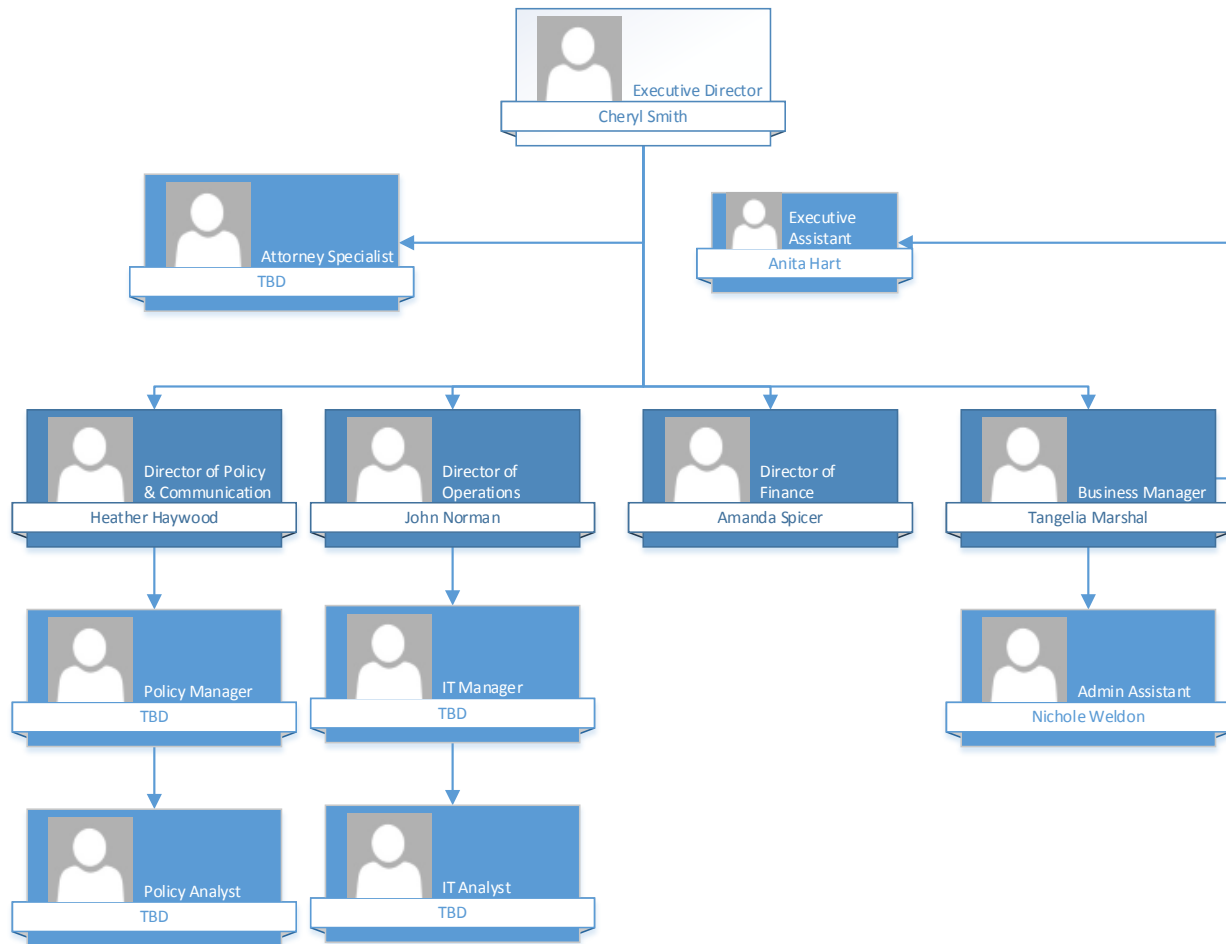 Executive Director
Cheryl Smith
Attorney Specialist
TBD
Executive
Assistant
Anita Hart
Director of Policy
& Communication
Heather Haywood
Director of
Operations
John Norman
Director of
Finance
Amanda Spicer
Business Manager
Tangelia Marshal
Policy Manager
TBD
IT Manager
TBD
Admin Assistant
Nichole Weldon
Policy Analyst
TBD
IT Analyst
TBD